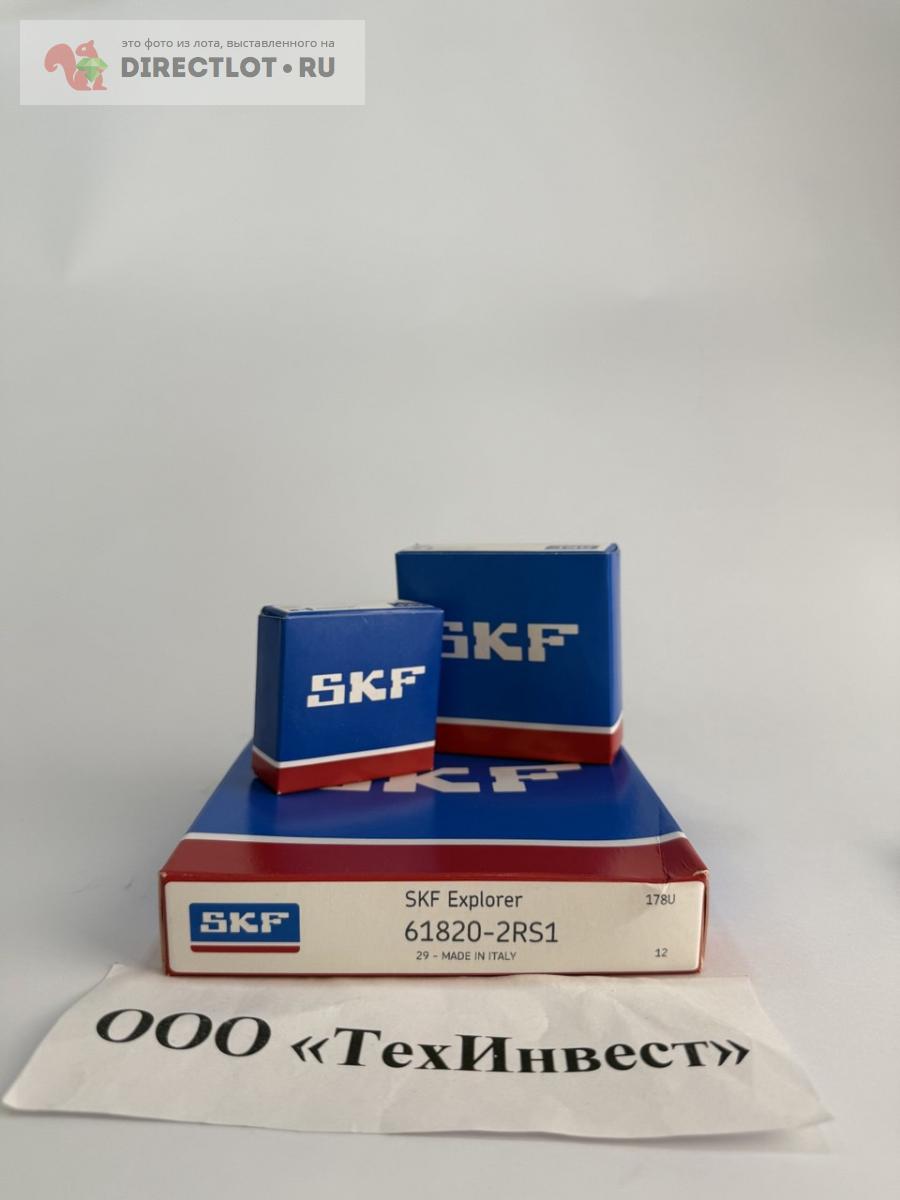 это фото из лота, выставленного на
DIRECTLOT•RU
SKF
SKF
SKF
SKF Explorer
178U
SKF
61820-2RS1
29 - MADE IN ITALY
12
ООО «ТехИнвест»